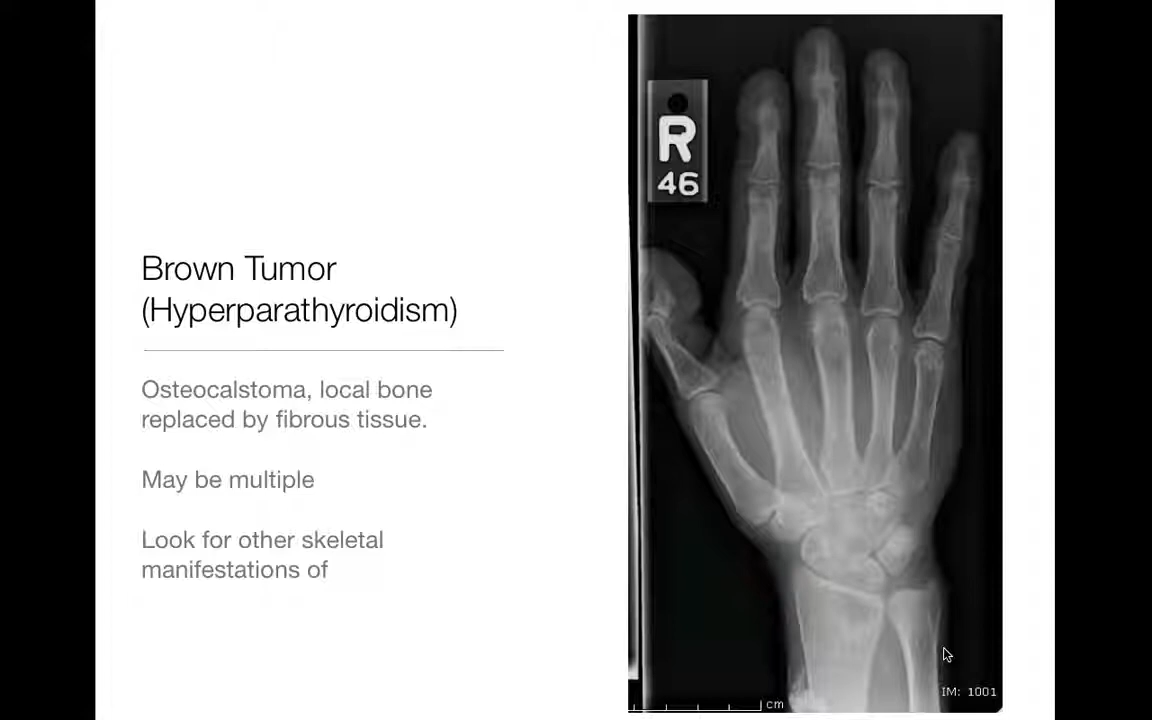 Brown Tumor
(Hyperparathyroidism)
Osteocalstoma, local bone
replaced by fibrous tissue.
May be multiple
Look for other skeletal
manifestations of
R
46
IM: 1001
cm